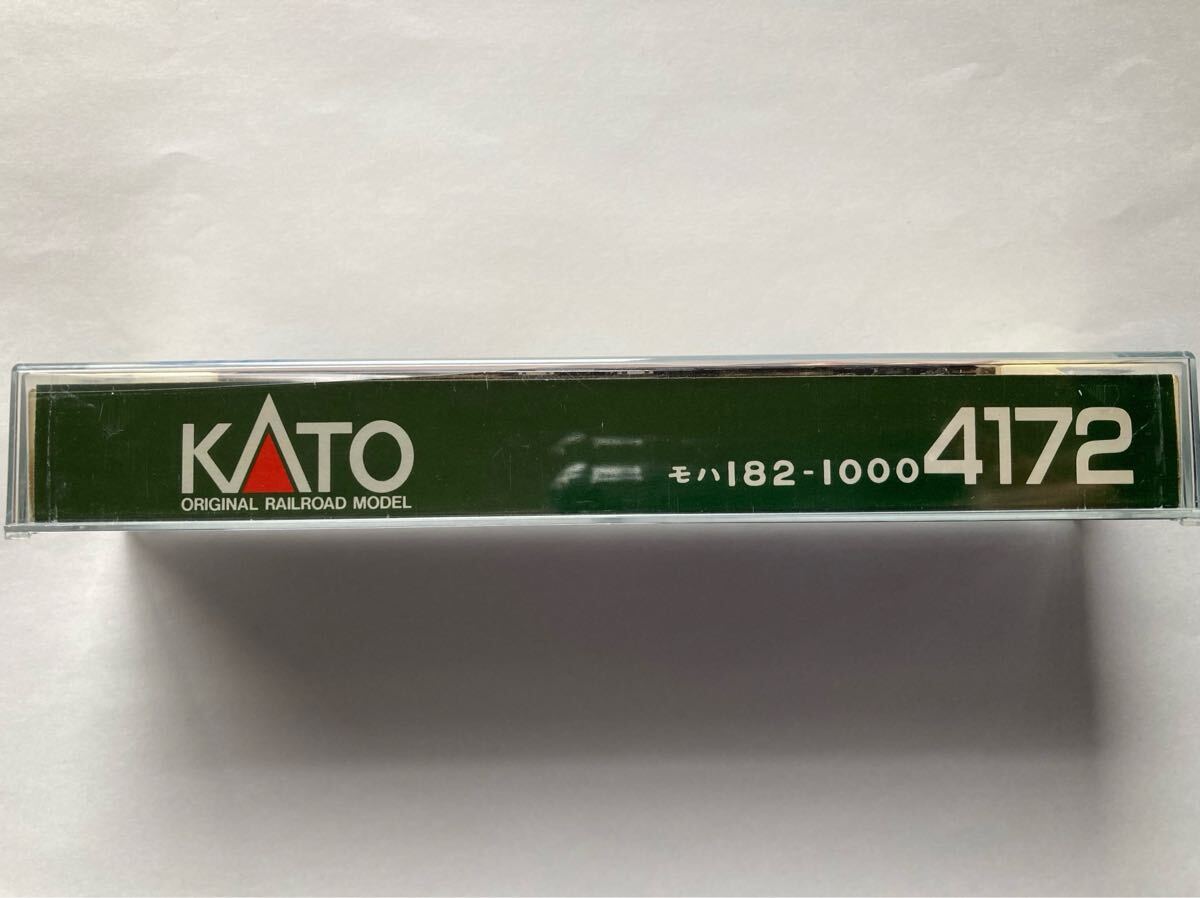 KATO
ORIGINAL RAILROAD MODEL
モハ182-1000 4172